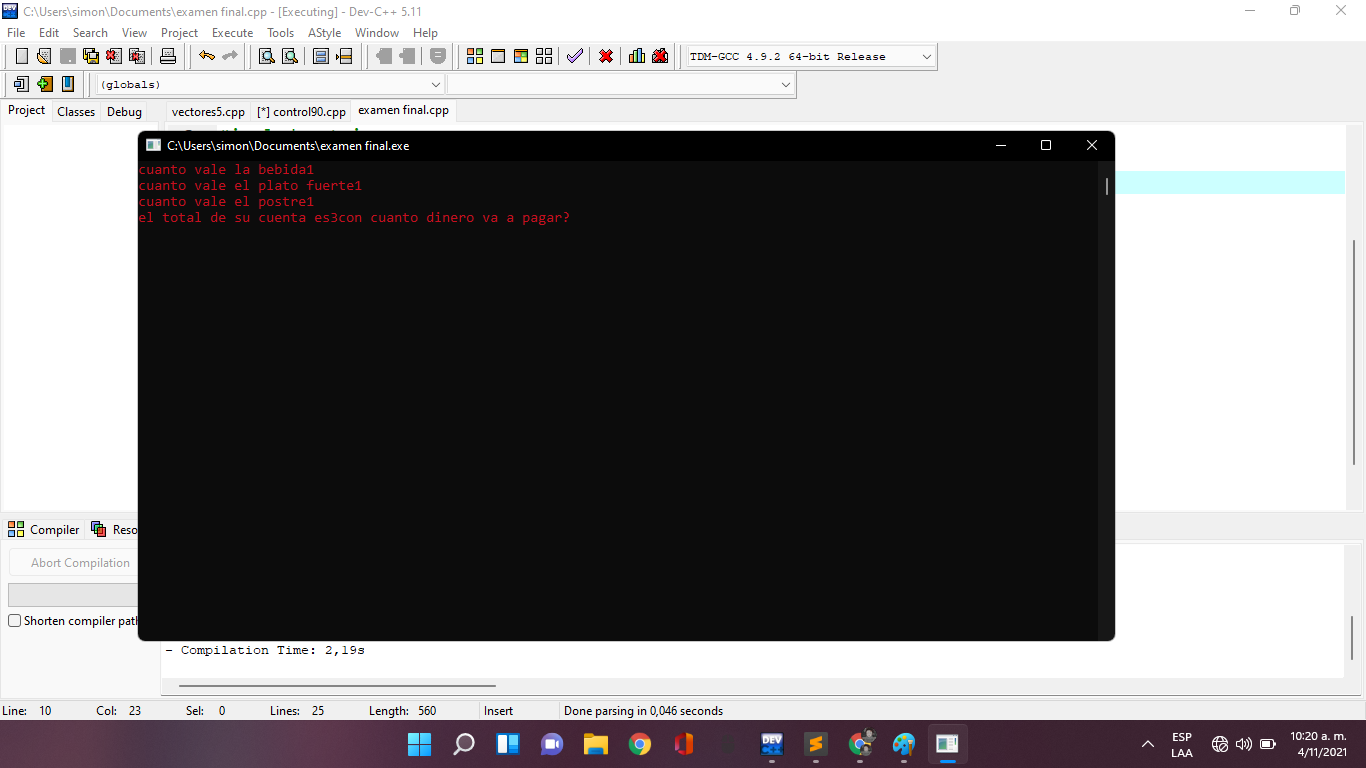 C:\Users\simon\Documents\examen final.cpp - [Executing] - Dev-C++ 5.11
File Edit Search View Project Execute Tools AStyle Window Help
TDM-GCC 4.9.2 64-bit Release
(globals)
Project Classes Debug vectores5.cpp [*] control90.cpp examen final.cpp
C:\Users\simon\Documents\examen final.exe
cuanto vale la bebida1
cuanto vale el plato fuerte1
cuanto vale el postre1
el total de su cuenta es3con cuanto dinero va a pagar?
Compiler Reso
Abort Compilation
Shorten compiler path
- Compilation Time: 2,19s
Line: 10 Col: 23 Sel: 0 Lines: 25 Length: 560 Insert Done parsing in 0,046 seconds
DEV
ESP
LAA
10:20 a. m.
4/11/2021